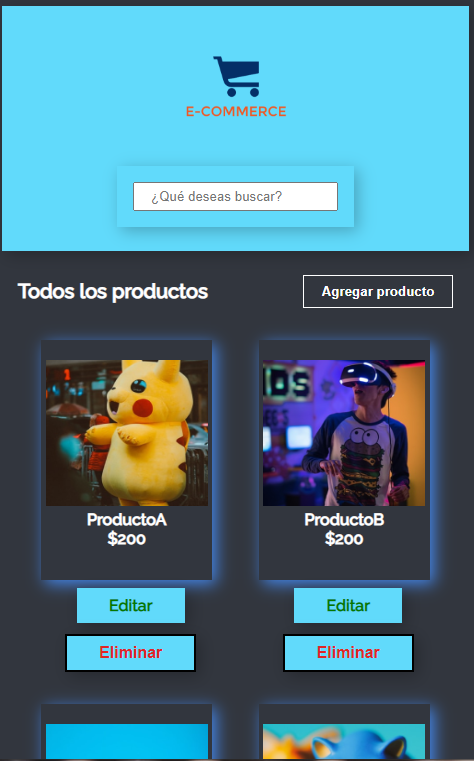 E-COMMERCE
¿Qué deseas buscar?
Todos los productos
Agregar producto
ProductoA
$200
ProductoB
$200
Editar
Editar
Eliminar
Eliminar